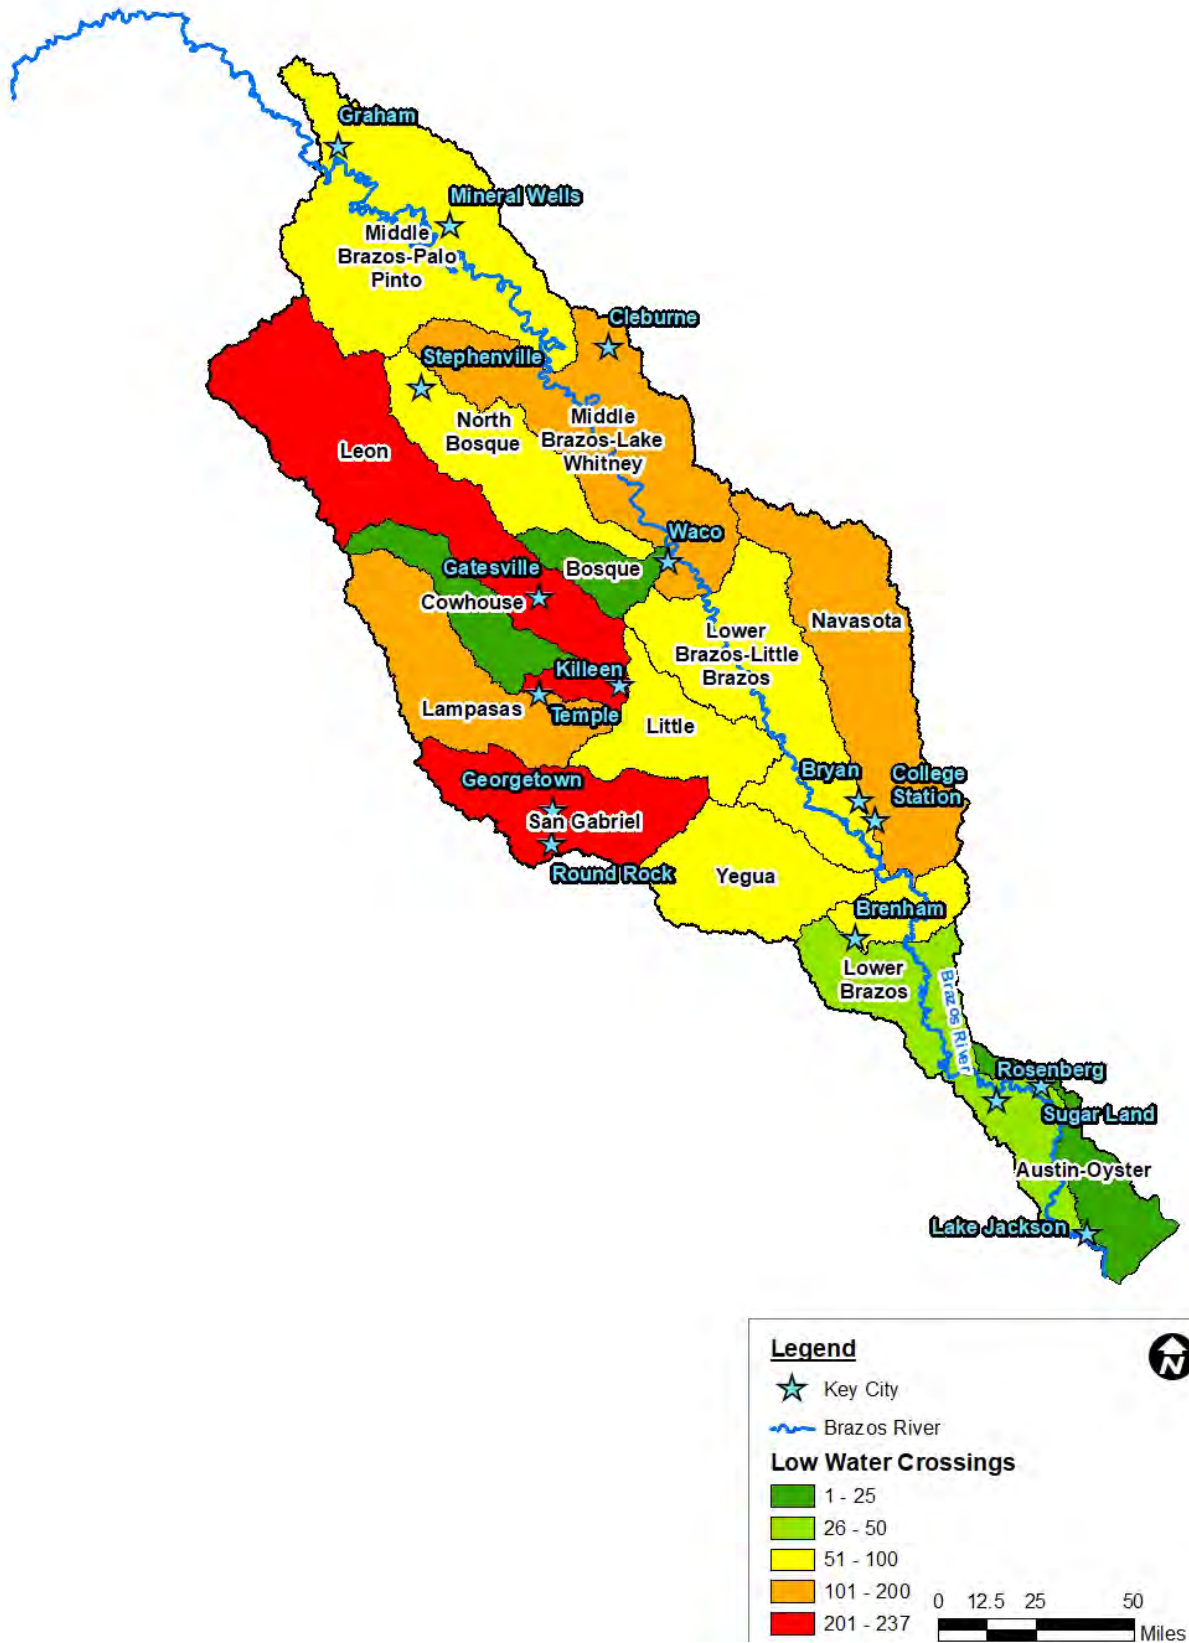 Graham
Mineral Wells
Middle
Brazos-Palo
Pinto
Cleburne
Stephenville
North
Bosque
Middle
Brazos-Lake
Whitney
Leon
Waco
Gatesville
Bosque
Cowhouse
Navasota
Lower
Brazos-Little
Brazos
Killeen
Lampasas
Temple
Little
Georgetown
Bryan
College
Station
San Gabriel
Round Rock
Yegua
Brenham
Lower
Brazos
Brazos River
Rosenberg
Sugar Land
Austin-Oyster
Lake Jackson
Legend
N
Key City
Brazos River
Low Water Crossings
1 - 25
26 - 50
51 - 100
101 - 200
201 - 237
0 12.5 25 50
Miles